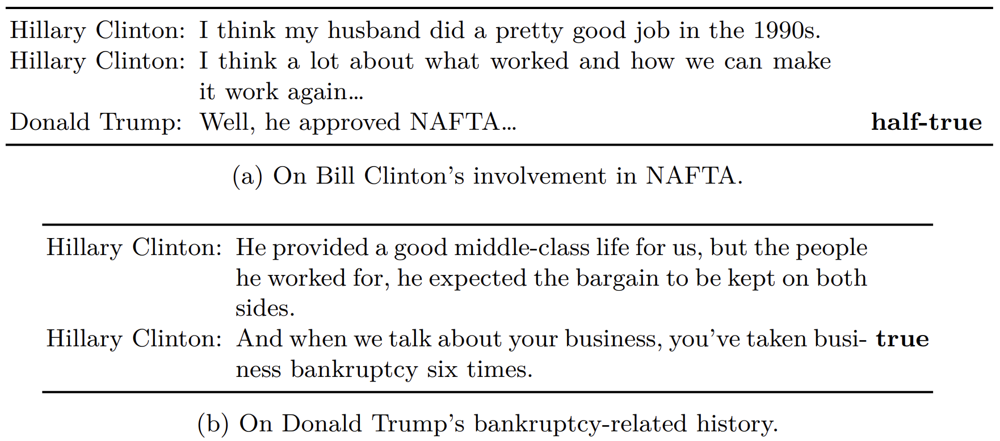 Hillary Clinton: I think my husband did a pretty good job in the 1990s.
Hillary Clinton: I think a lot about what worked and how we can make
it work again…
Donald Trump: Well, he approved NAFTA… half-true
(a) On Bill Clinton’s involvement in NAFTA.
Hillary Clinton: He provided a good middle-class life for us, but the people
he worked for, he expected the bargain to be kept on both
sides.
Hillary Clinton: And when we talk about your business, you’ve taken busi- true
ness bankruptcy six times.
(b) On Donald Trump’s bankruptcy-related history.